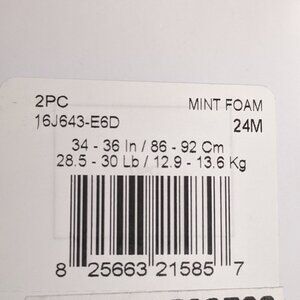 2PC MINT FOAM
16J643-E6D 24M
34 - 36 In / 86 - 92 Cm
28.5 - 30 Lb / 12.9 - 13.6 Kg
8 25663 21585 7